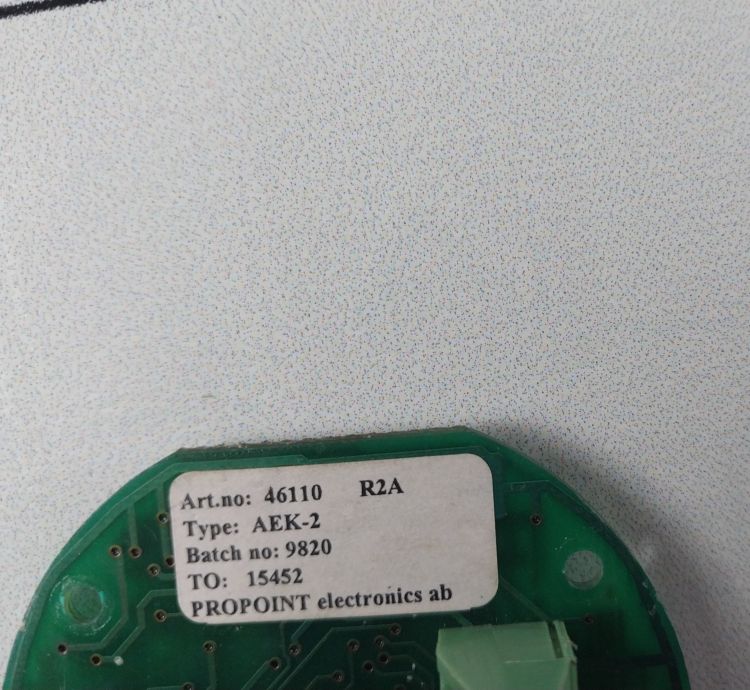 Art.no: 46110 R2A
Type: AEK-2
Batch no: 9820
TO: 15452
PROPOINT electronics ab